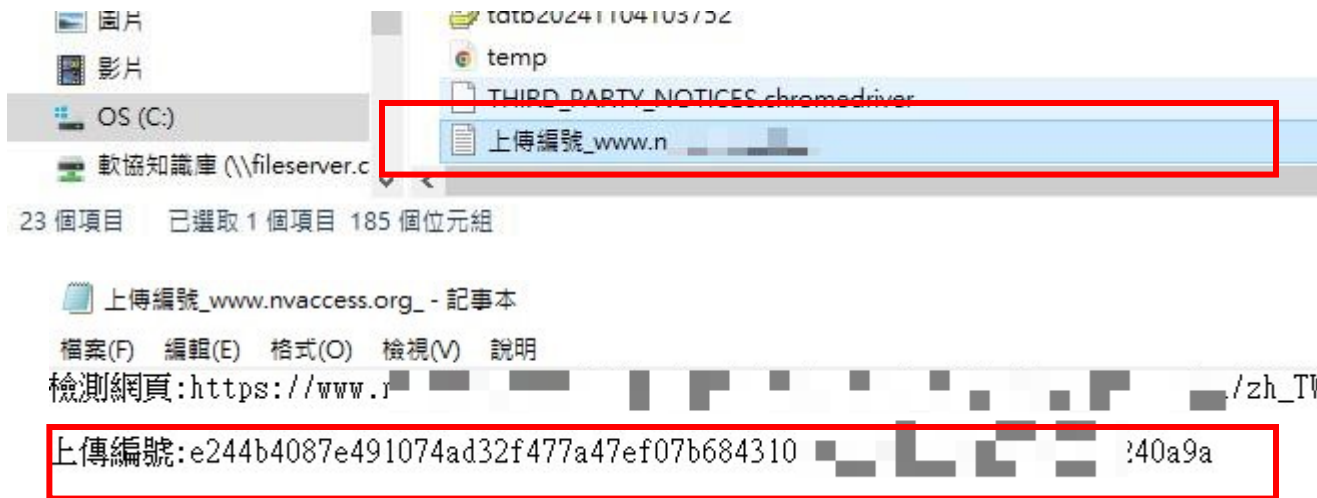 圖片
tdtb20241104103752
影片
temp
THIRD_PARTY_NOTICES.chromedriver
OS (C:)
上傳編號_www.n
軟協知識庫 (\\fileserver.c
23 個項目 已選取 1 個項目 185 個位元組
上傳編號_www.nvaccess.org_ - 記事本
檔案(F) 編輯(E) 格式(O) 檢視(V) 說明
檢測網頁:https://www. /zh_TW
上傳編號:e244b4087e491074ad32f477a47ef07b684310 240a9a